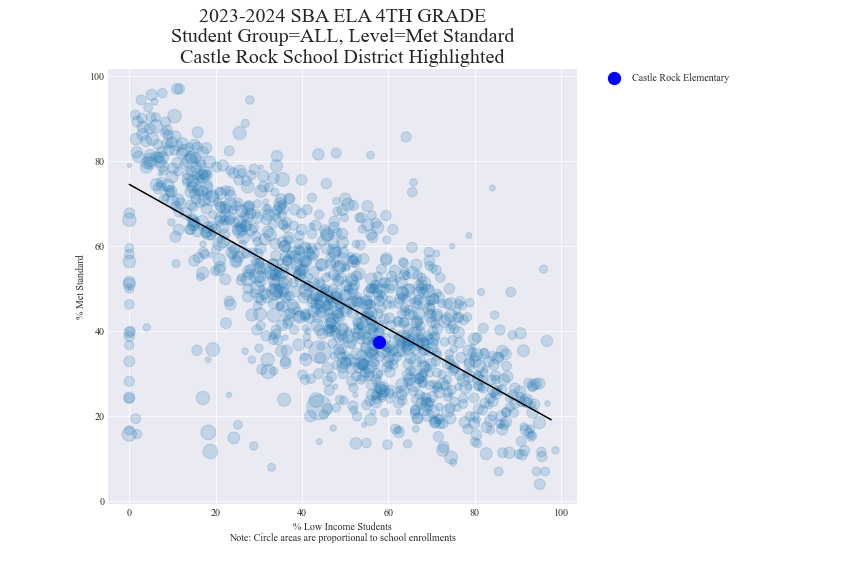 2023-2024 SBA ELA 4TH GRADE
Student Group=ALL, Level=Met Standard
Castle Rock School District Highlighted
Castle Rock Elementary
100
80
60
40
20
0
% Met Standard
0 20 40 60 80 100
% Low Income Students
Note: Circle areas are proportional to school enrollments